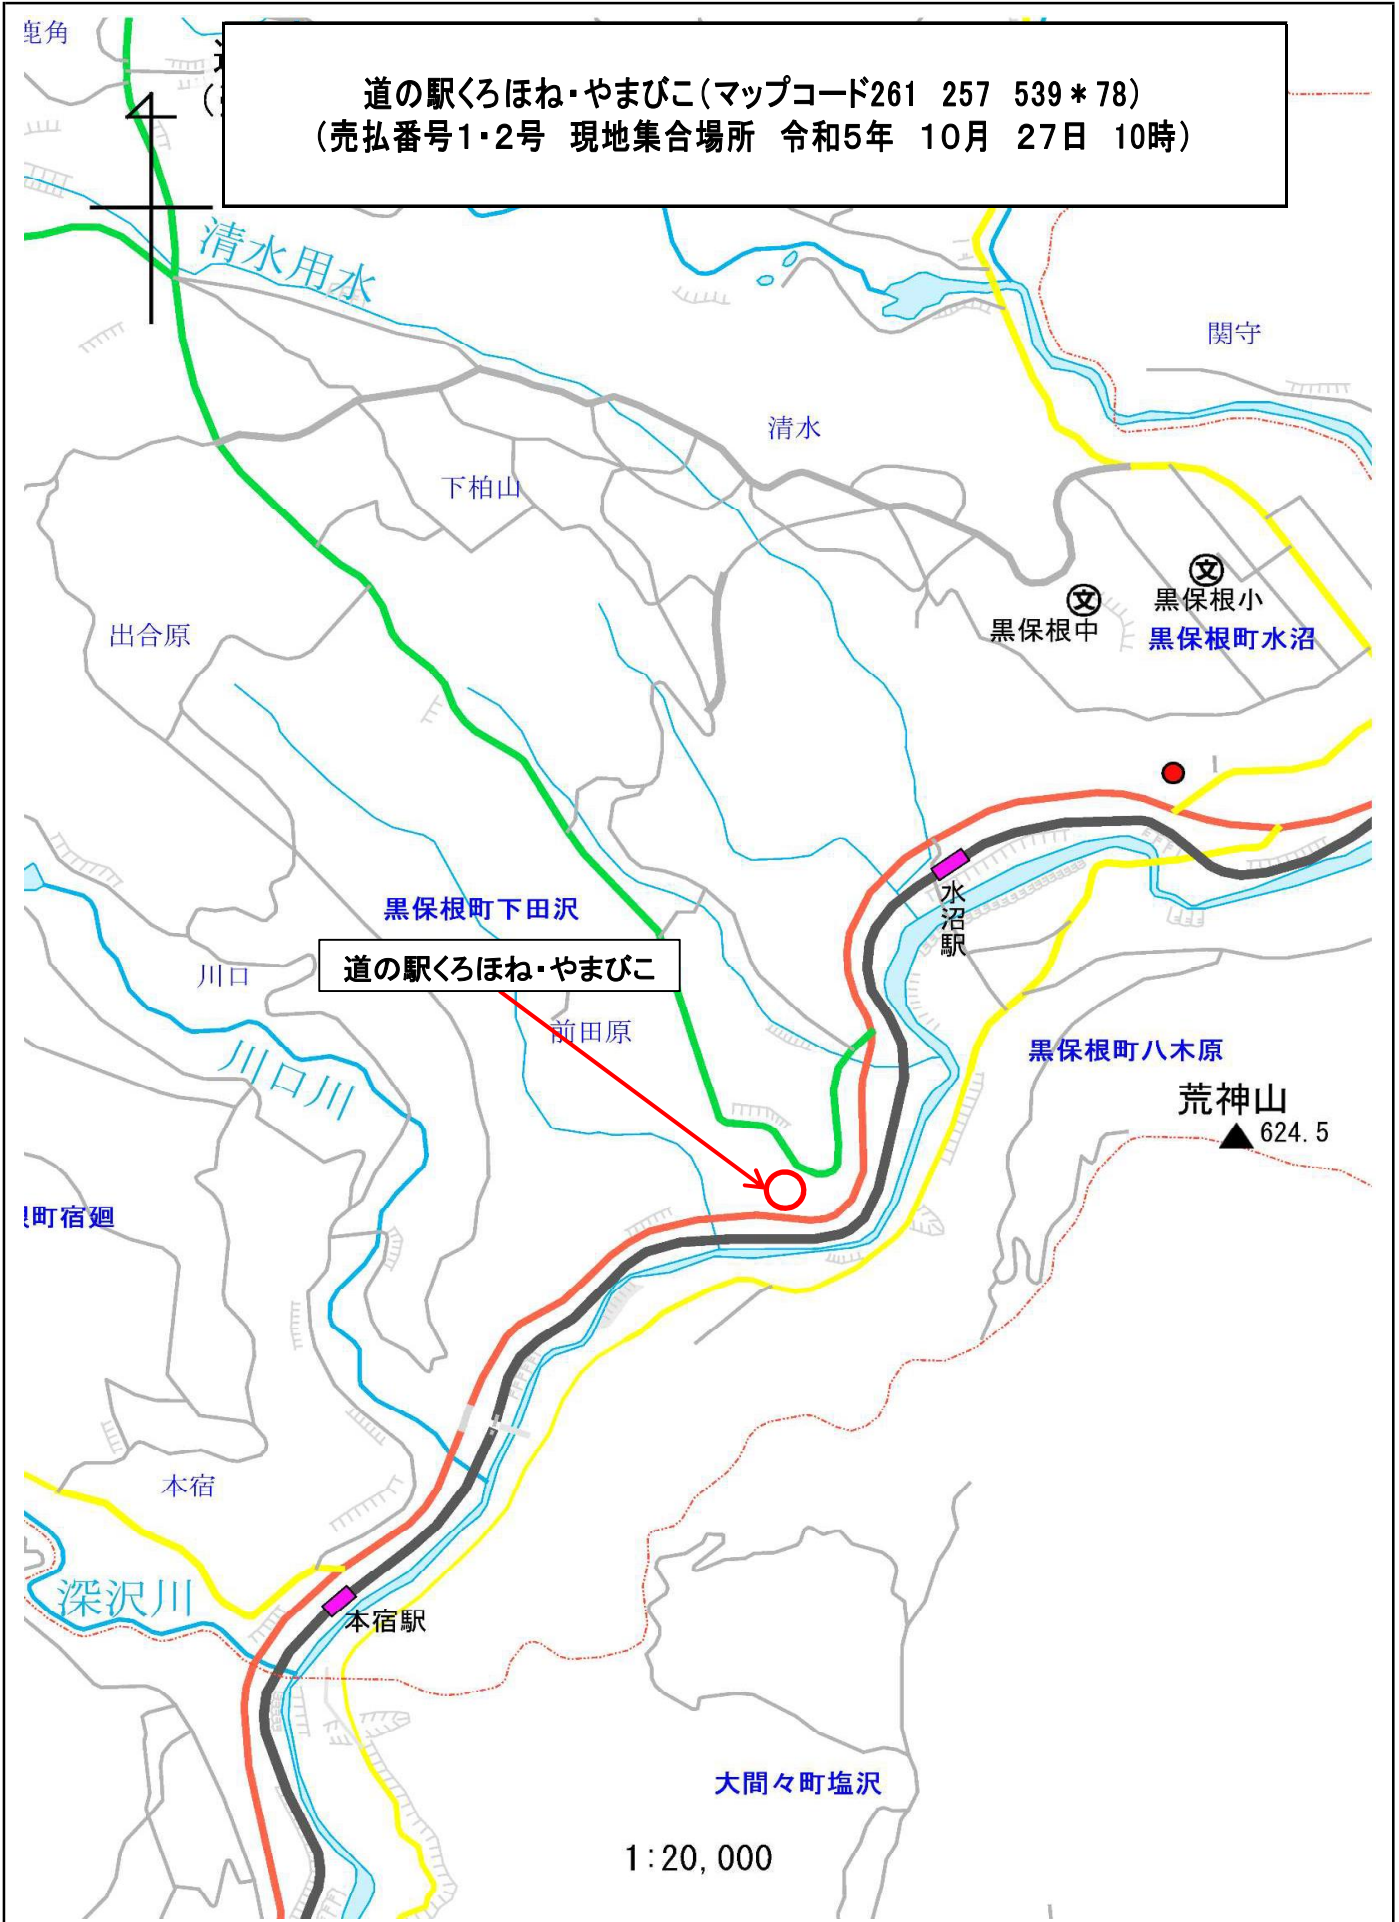 鹿角
道の駅くろほね・やまびこ(マップコード261 257 539*78)
(売払番号1・2号 現地集合場所 令和5年 10月 27日 10時)
清水用水
関守
清水
下柏山
文
黒保根小
文
黒保根中
黒保根町水沼
出合原
水沼駅
黒保根町下田沢
道の駅くろほね・やまびこ
川口
前田原
川口川
黒保根町八木原
荒神山
624.5
町宿廻
本宿
深沢川
本宿駅
大間々町塩沢
1:20,000